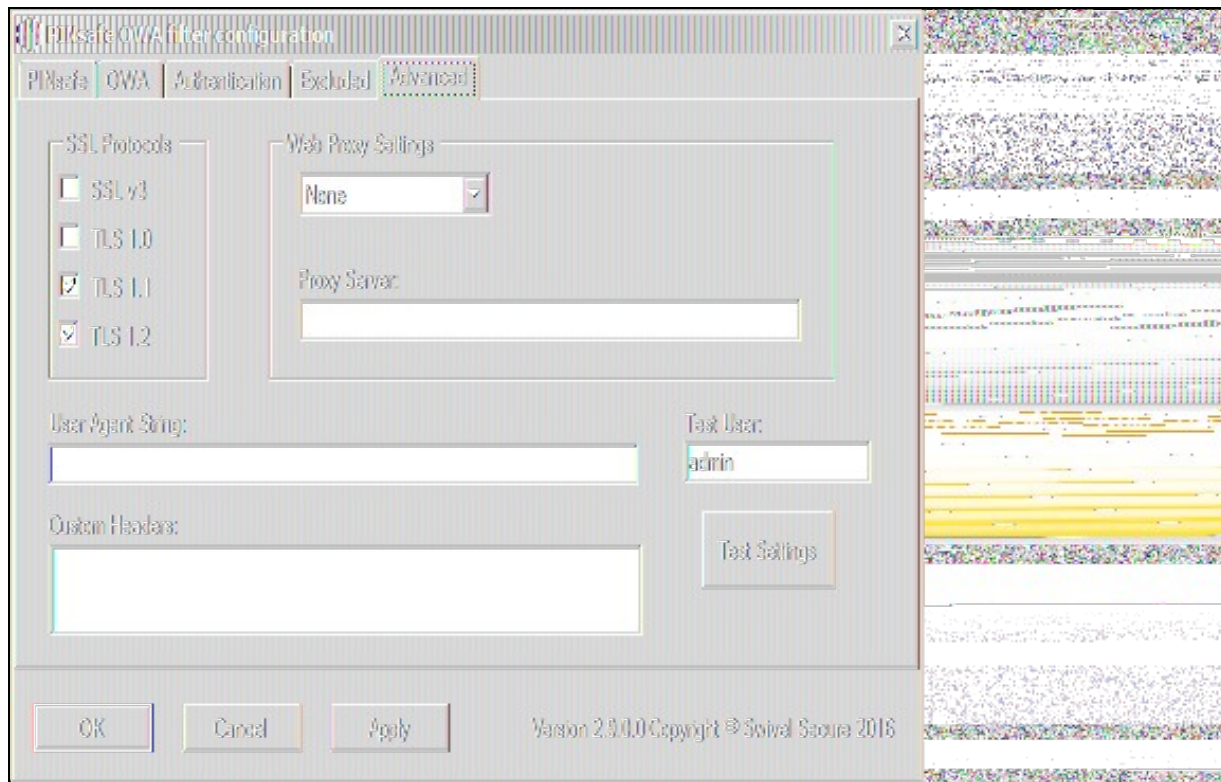 PINsafe OWA filter configuration
PINsafe OWA Authentication Excluded Advanced
SSL Protocols
SSL v3
TLS 1.0
TLS 1.1
TLS 1.2
Web Proxy Settings
None
Proxy Server:
User Agent String:
Test User:
admin
Custom Headers:
Test Settings
OK Cancel Apply
Version 2.9.0.0 Copyright © Swivel Secure 2016